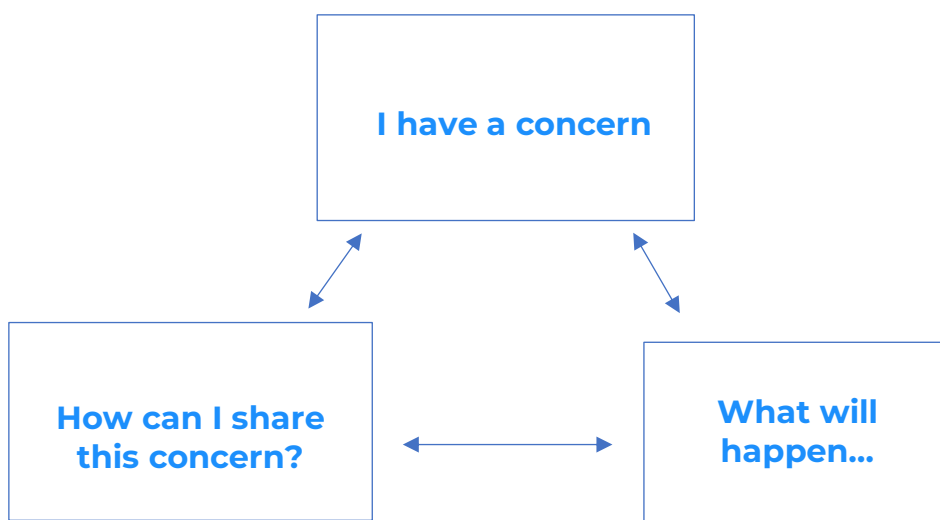 I have a concern
How can I share
this concern?
What will
happen...